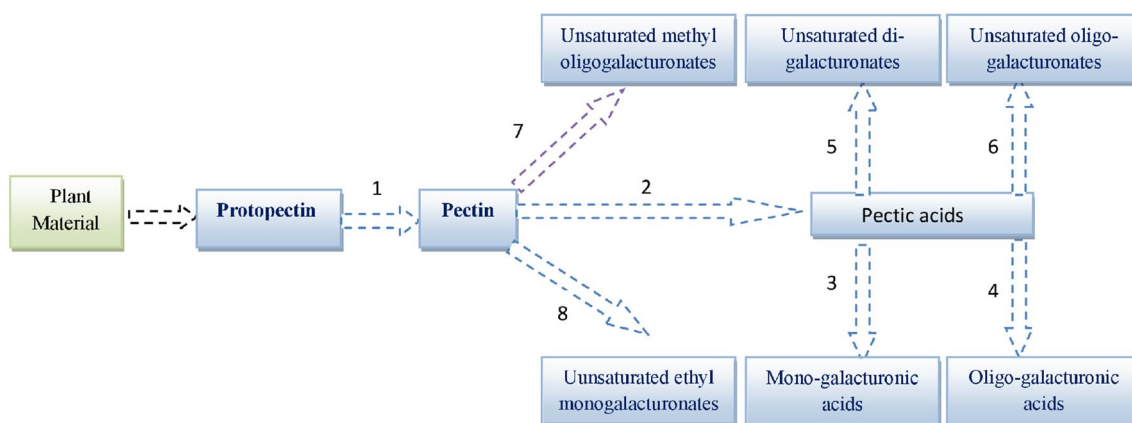 Unsaturated methyl
oligogalacturonates
Unsaturated di-
galacturonates
Unsaturated oligo-
galacturonates
7
5
6
Plant
Material
Protopectin
1
Pectin
2
Pectic acids
3
4
8
Uunsaturated ethyl
monogalacturonates
Mono-galacturonic
acids
Oligo-galacturonic
acids